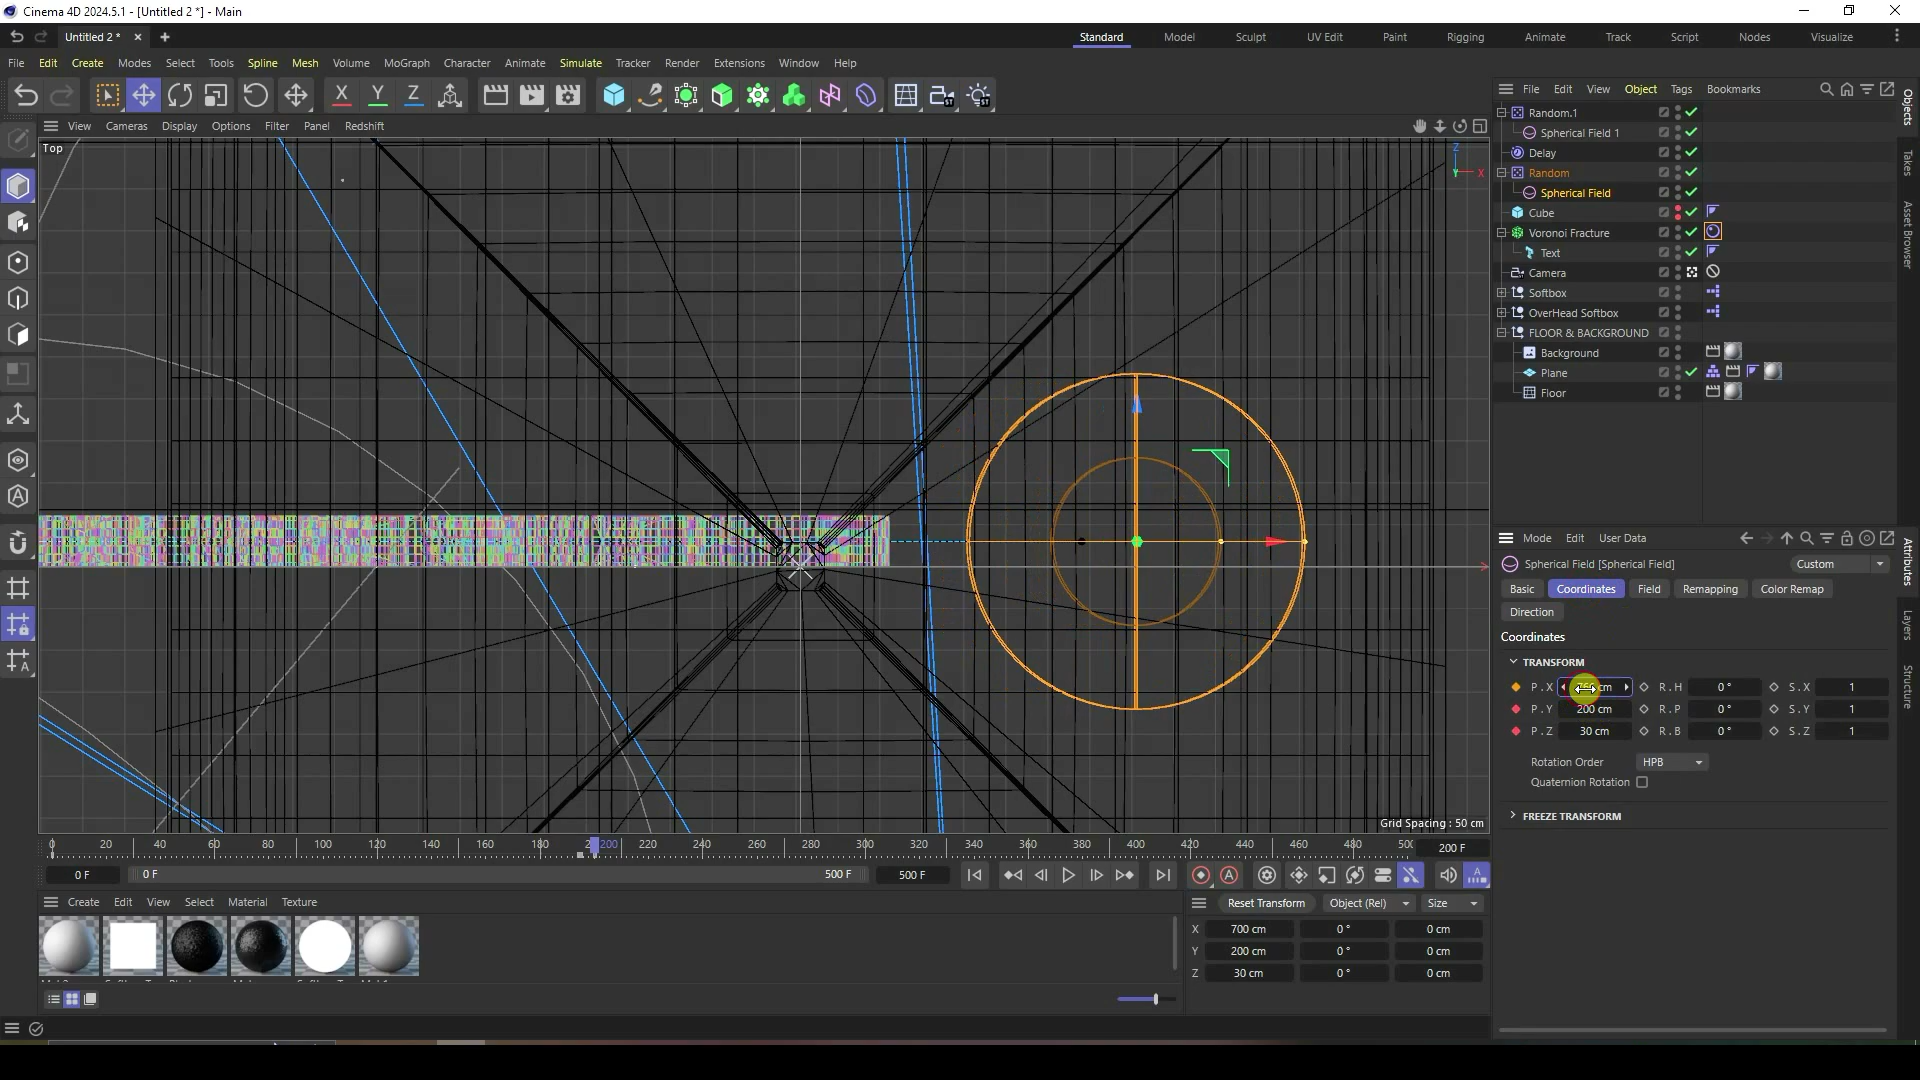 Cinema 4D 2024.5.1 - [Untitled 2 *] - Main
Untitled 2 *
Standard Model Sculpt UV Edit Paint Rigging Animate Track Script Nodes Visualize
File Edit Create Modes Select Tools Spline Mesh Volume MoGraph Character Animate Simulate Tracker Render Extensions Window Help
X Y Z
File Edit View Object Tags Bookmarks
View Cameras Display Options Filter Panel Redshift
Top
Z
Y
X
Random.1
Spherical Field 1
Delay
Random
Spherical Field
Cube
Voronoi Fracture
Text
Camera
Softbox
OverHead Softbox
FLOOR & BACKGROUND
Background
Plane
Floor
Objects
Takes
Asset Browser
Attributes
Layers
Structure
Mode Edit User Data
Spherical Field [Spherical Field] Custom
Basic Coordinates Field Remapping Color Remap
Direction
Coordinates
TRANSFORM
P . X cm R . H 0 ° S . X 1
P . Y 200 cm R . P 0 ° S . Y 1
P . Z 30 cm R . B 0 ° S . Z 1
Rotation Order HPB
Quaternion Rotation
FREEZE TRANSFORM
Grid Spacing : 50 cm
0 20 40 60 80 100 120 140 160 180 200 220 240 260 280 300 320 340 360 380 400 420 440 460 480 200 F
0 F 0 F 500 F 500 F
Create Edit View Select Material Texture
Reset Transform Object (Rel) Size
X 700 cm 0 ° 0 cm
Y 200 cm 0 ° 0 cm
Z 30 cm 0 ° 0 cm